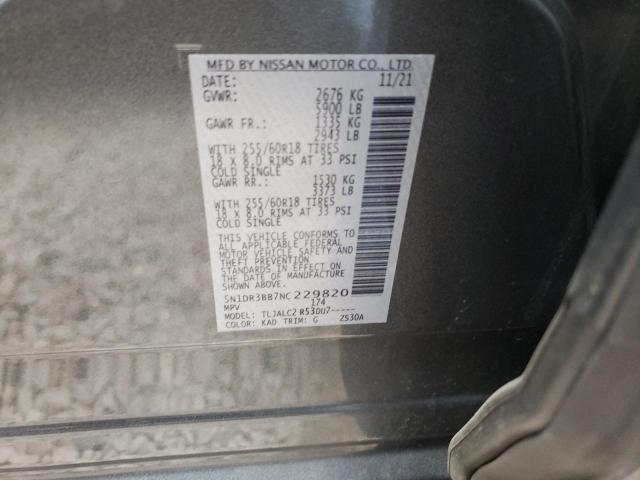 MFD BY NISSAN MOTOR CO., LTD.
DATE: 11/21
GVWR: 2676 KG
5900 LB
GAWR FR.: 1335 KG
2943 LB
WITH 255/60R18 TIRES
18 X 8.0 RIMS AT 33 PSI
COLD SINGLE
GAWR RR.: 1530 KG
3373 LB
WITH 255/60R18 TIRES
18 X 8.0 RIMS AT 33 PSI
COLD SINGLE
THIS VEHICLE CONFORMS TO
ALL APPLICABLE FEDERAL
MOTOR VEHICLE SAFETY AND
THEFT PREVENTION
STANDARDS IN EFFECT ON
THE DATE OF MANUFACTURE
SHOWN ABOVE.
5N1DR3BB7NC229820
MPV 174
MODEL: TLJALC2 R53DU7-----
COLOR: KAD TRIM: G ZS30A